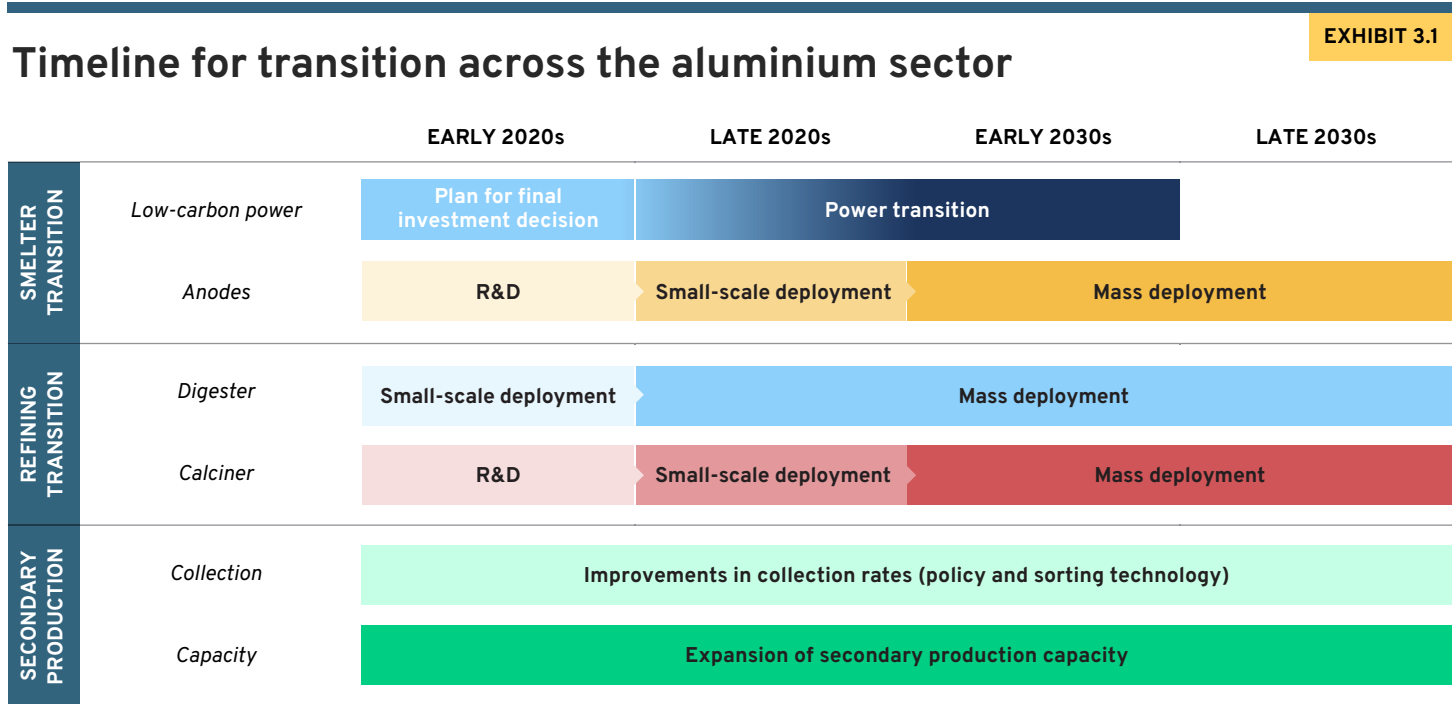 EXHIBIT 3.1
Timeline for transition across the aluminium sector
EARLY 2020s
LATE 2020s
EARLY 2030s
LATE 2030s
SMELTER
TRANSITION
Low-carbon power
Plan for final
investment decision
Power transition
Anodes
R&D
Small-scale deployment
Mass deployment
REFINING
TRANSITION
Digester
Small-scale deployment
Mass deployment
Calciner
R&D
Small-scale deployment
Mass deployment
SECONDARY
PRODUCTION
Collection
Improvements in collection rates (policy and sorting technology)
Capacity
Expansion of secondary production capacity